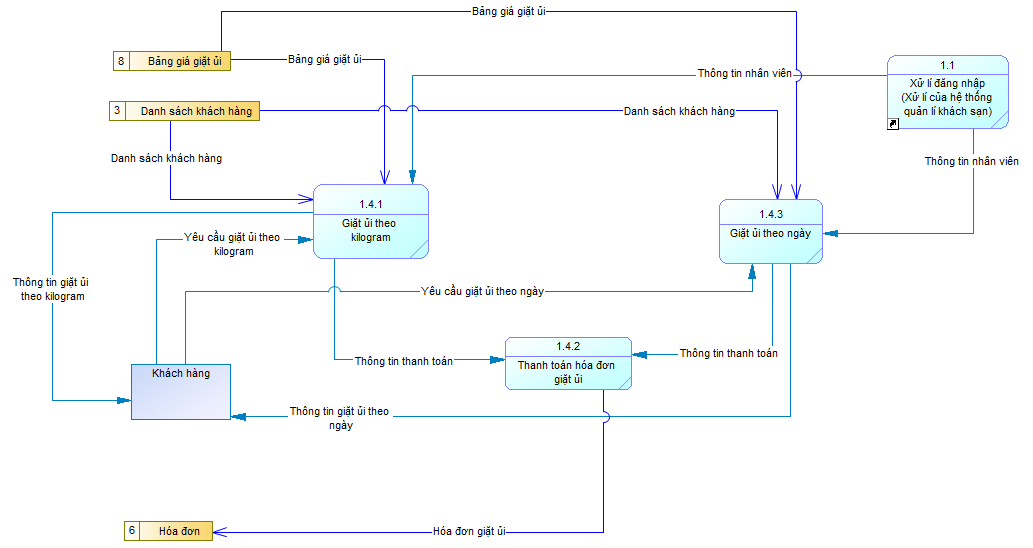 Bảng giá giặt ủi
8
Bảng giá giặt ủi
Bảng giá giặt ủi
Thông tin nhân viên
1.1
Xử lí đăng nhập
(Xử lí của hệ thống
quản lí khách sạn)
3
Danh sách khách hàng
Danh sách khách hàng
Danh sách khách hàng
Thông tin nhân viên
1.4.1
Giặt ủi theo
kilogram
1.4.3
Giặt ủi theo ngày
Yêu cầu giặt ủi theo
kilogram
Thông tin giặt ủi
theo kilogram
Yêu cầu giặt ủi theo ngày
1.4.2
Thanh toán hóa đơn
giặt ủi
Thông tin thanh toán
Thông tin thanh toán
Khách hàng
Thông tin giặt ủi theo
ngày
6
Hóa đơn
Hóa đơn giặt ủi